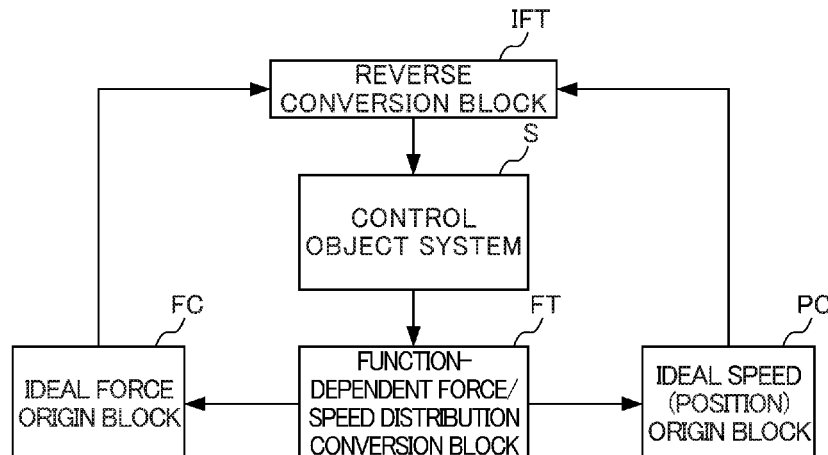 IFT
REVERSE
CONVERSION BLOCK
S
CONTROL
OBJECT SYSTEM
FC
IDEAL FORCE
ORIGIN BLOCK
FT
FUNCTION-
DEPENDENT FORCE/
SPEED DISTRIBUTION
CONVERSION BLOCK
PC
IDEAL SPEED
(POSITION)
ORIGIN BLOCK